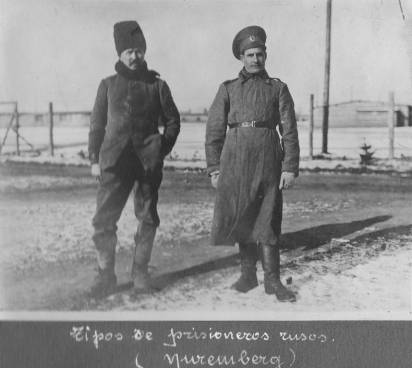 Tipos de prisioneros rusos.
(Nuremberg)